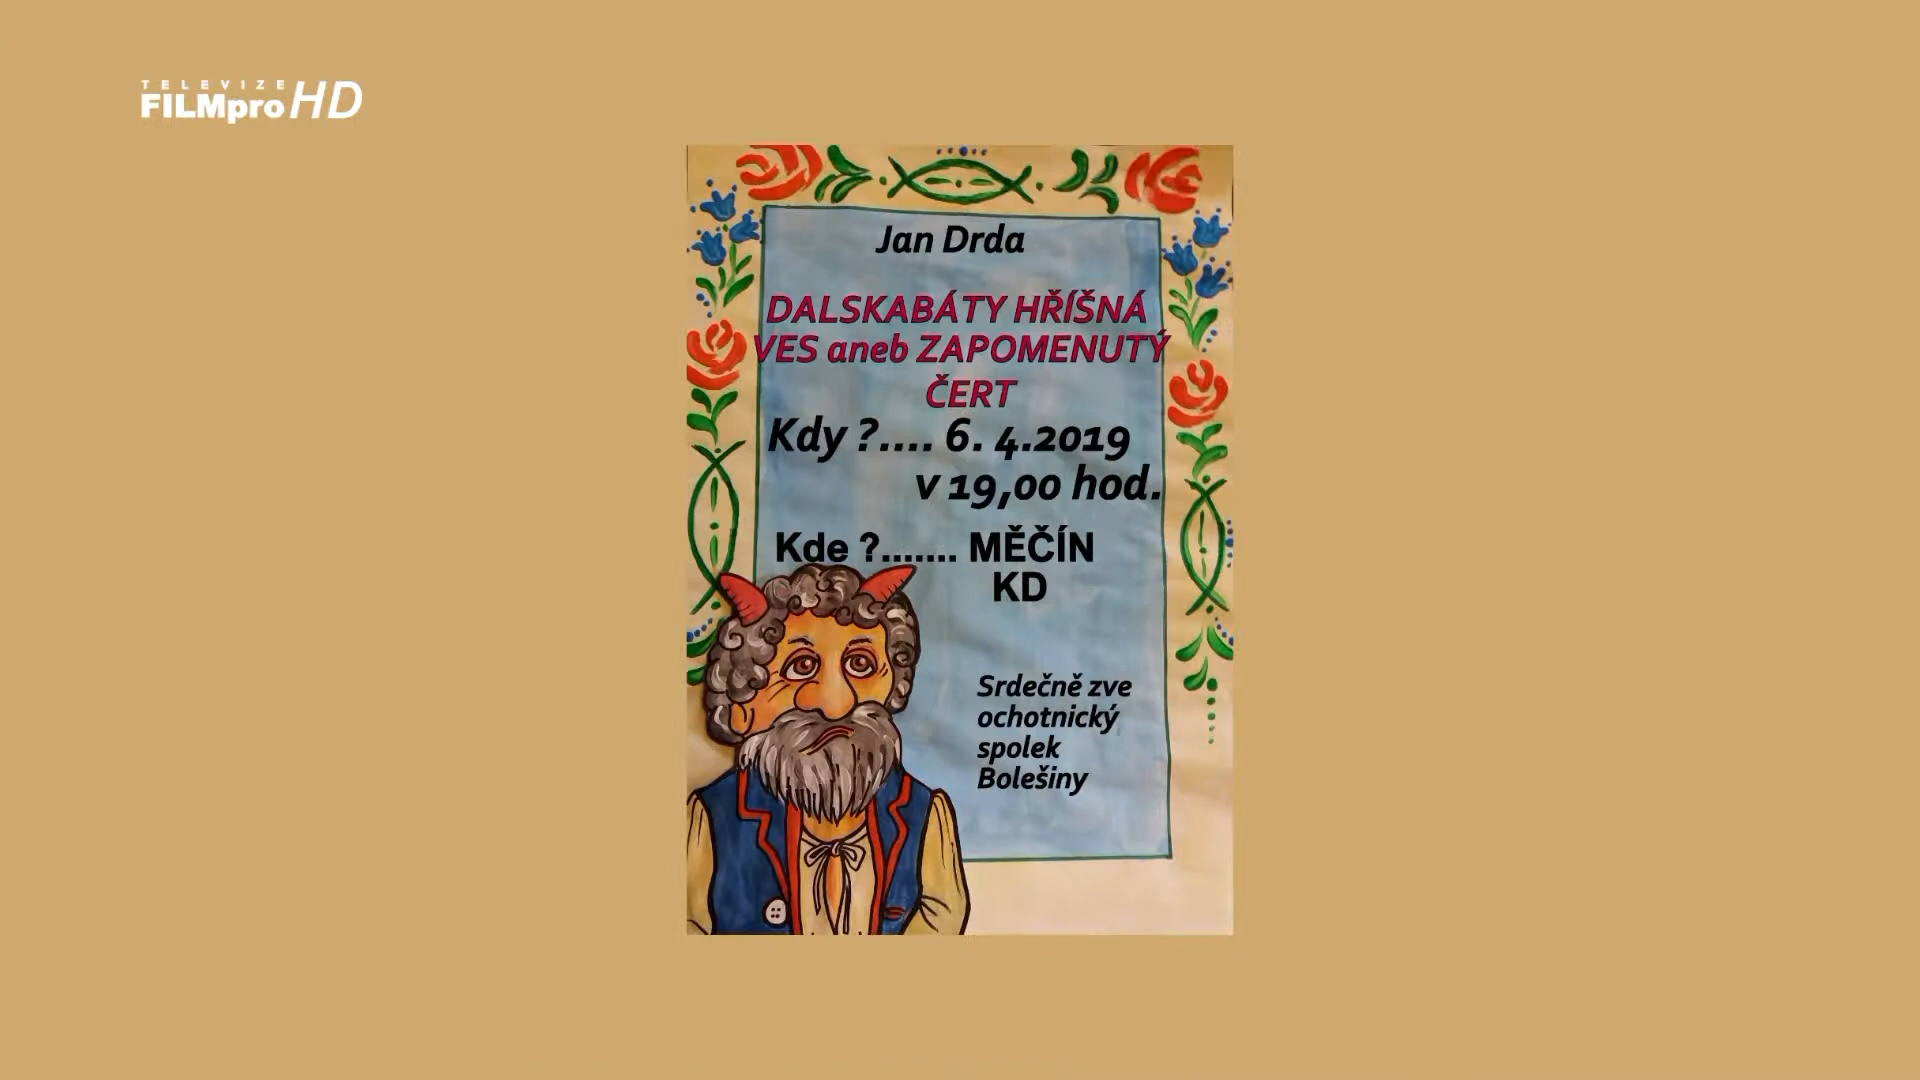 TELEVIZE
FILMpro HD
Jan Drda
DALSKABÁTY HŘÍŠNÁ
VES aneb ZAPOMENUTÝ
ČERT
Kdy ?.... 6. 4.2019
v 19,00 hod.
Kde ?....... MĚČÍN
KD
Srdečně zve
ochotnický
spolek
Bolešiny